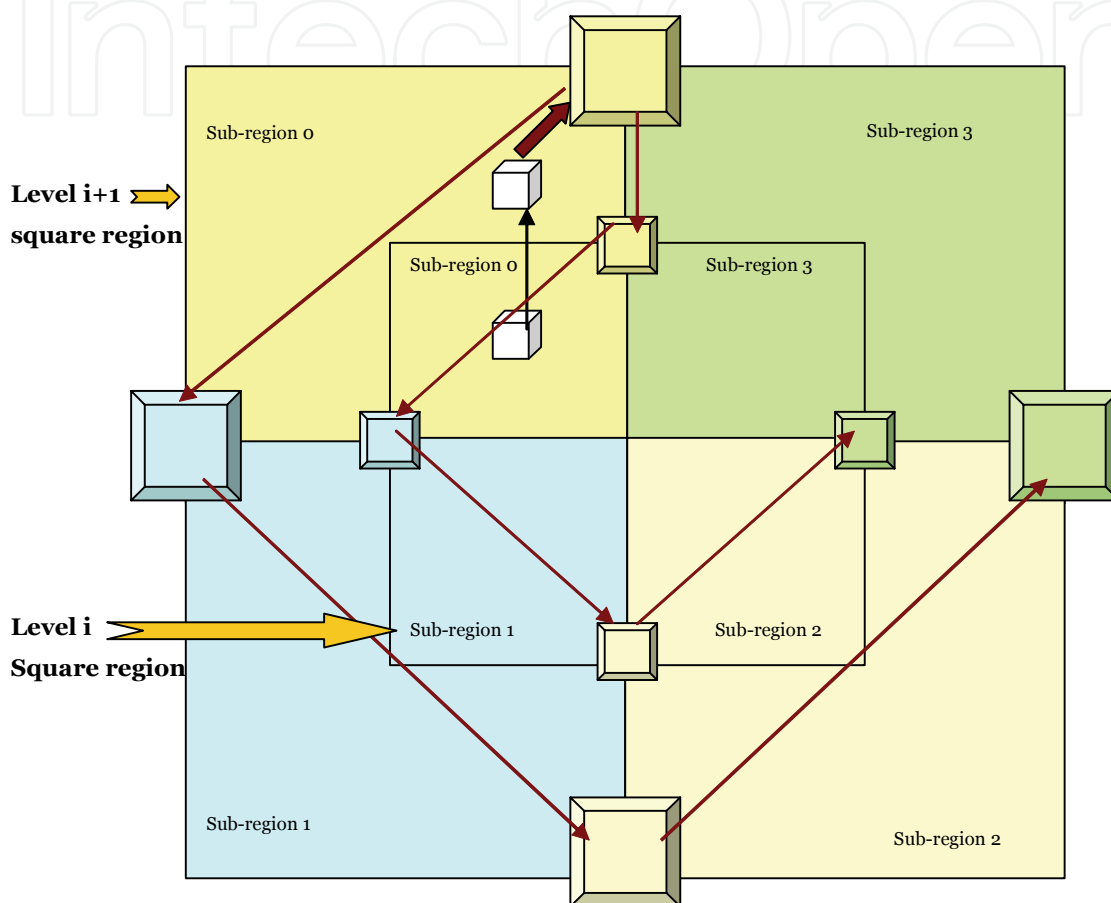 IntechOpen
Sub-region 0
Sub-region 3
Level i+1
square region
Sub-region 0
Sub-region 3
Level i
Square region
Sub-region 1
Sub-region 2
Sub-region 1
Sub-region 2